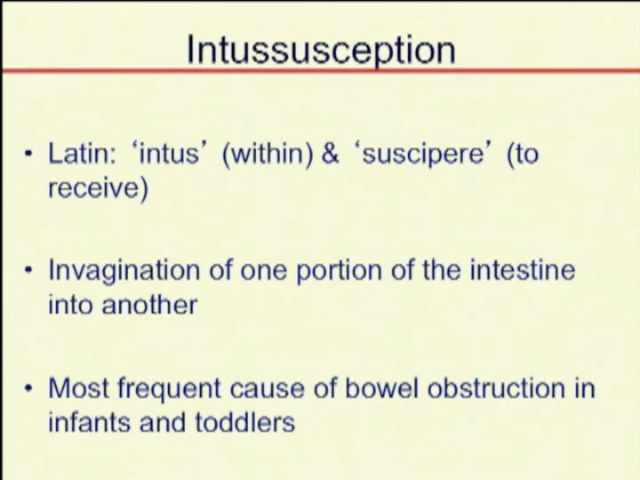 Intussusception
• Latin: ‘intus’ (within) & ‘suscipere’ (to
receive)
• Invagination of one portion of the intestine
into another
• Most frequent cause of bowel obstruction in
infants and toddlers